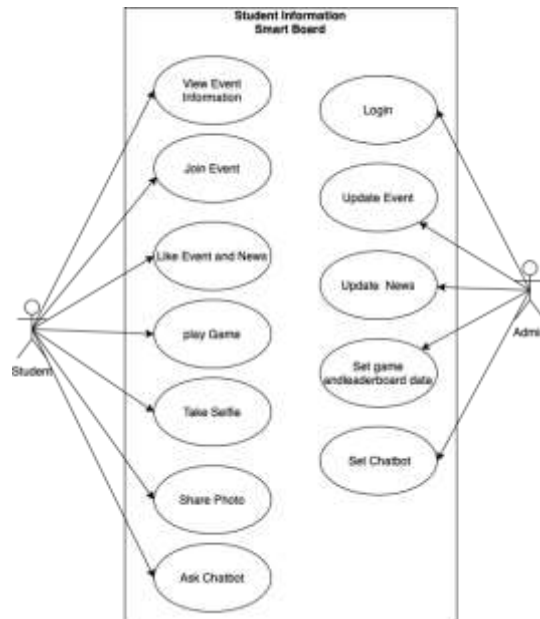 Student Information
Smart Board
View Event
Information
Join Event
Like Event and News
play Game
Take Selfie
Share Photo
Ask Chatbot
Student
Login
Update Event
Update News
Set game
andleaderboard data
Set Chatbot
Admin